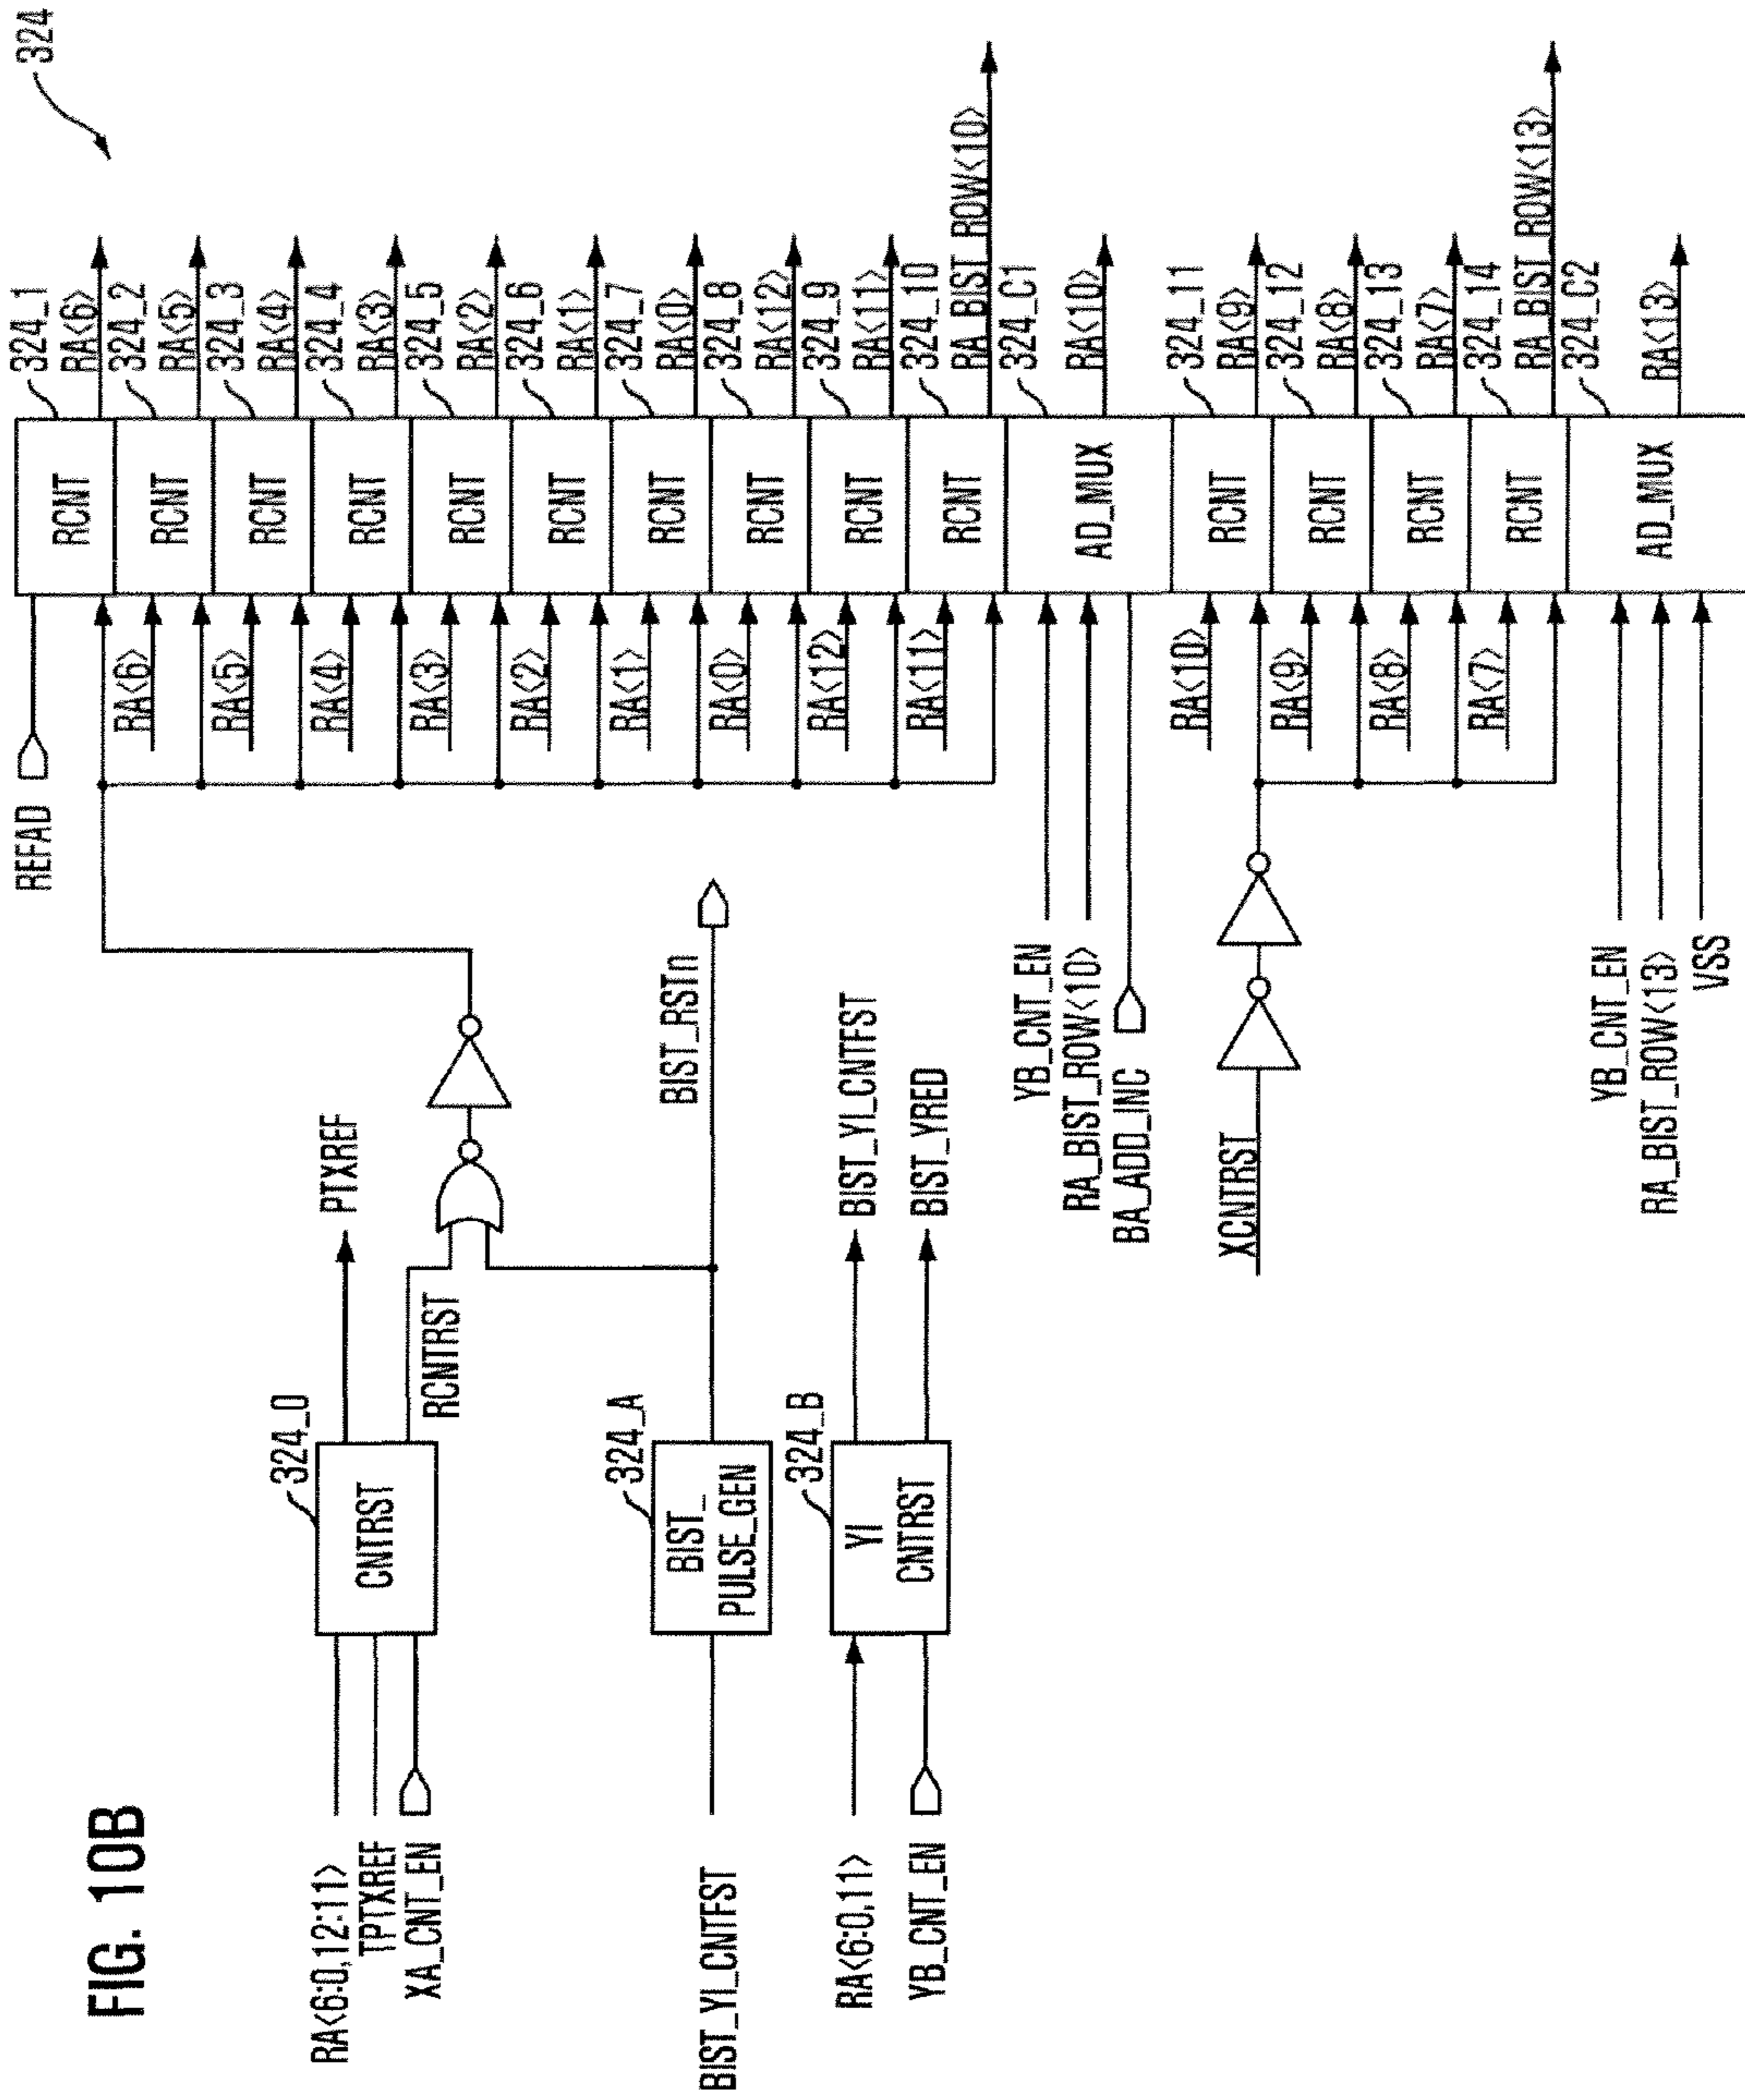 FIG. 10B
324
REFAD
324_1
RCNT
RA<6>
324_2
RA<6>
RCNT
RA<5>
324_3
RA<5>
RCNT
RA<4>
324_4
RA<4>
RCNT
RA<3>
324_5
RA<3>
RCNT
RA<2>
324_6
RA<2>
RCNT
RA<1>
324_7
RA<1>
RCNT
RA<0>
324_8
RA<0>
RCNT
RA<12>
324_9
RA<12>
RCNT
RA<11>
324_10
RA<11>
RCNT
RA_BIST_ROW<10>
324_C1
YB_CNT_EN
RA_BIST_ROW<10>
BA_ADD_INC
AD_MUX
RA<10>
324_11
RA<10>
RCNT
RA<9>
324_12
RA<9>
RCNT
RA<8>
324_13
RA<8>
RCNT
RA<7>
324_14
RA<7>
RCNT
RA_BIST_ROW<13>
324_C2
XCNTRST
YB_CNT_EN
RA_BIST_ROW<13>
VSS
AD_MUX
RA<13>
RA<6:0,12:11>
TPTXREF
XA_CNT_EN
324_0
CNTRST
PTXREF
RCNTRST
BIST_YI_CNTFST
324_A
BIST_
PULSE_GEN
BIST_RSTn
RA<6:0,11>
YB_CNT_EN
324_B
YI
CNTRST
BIST_YI_CNTFST
BIST_YRED